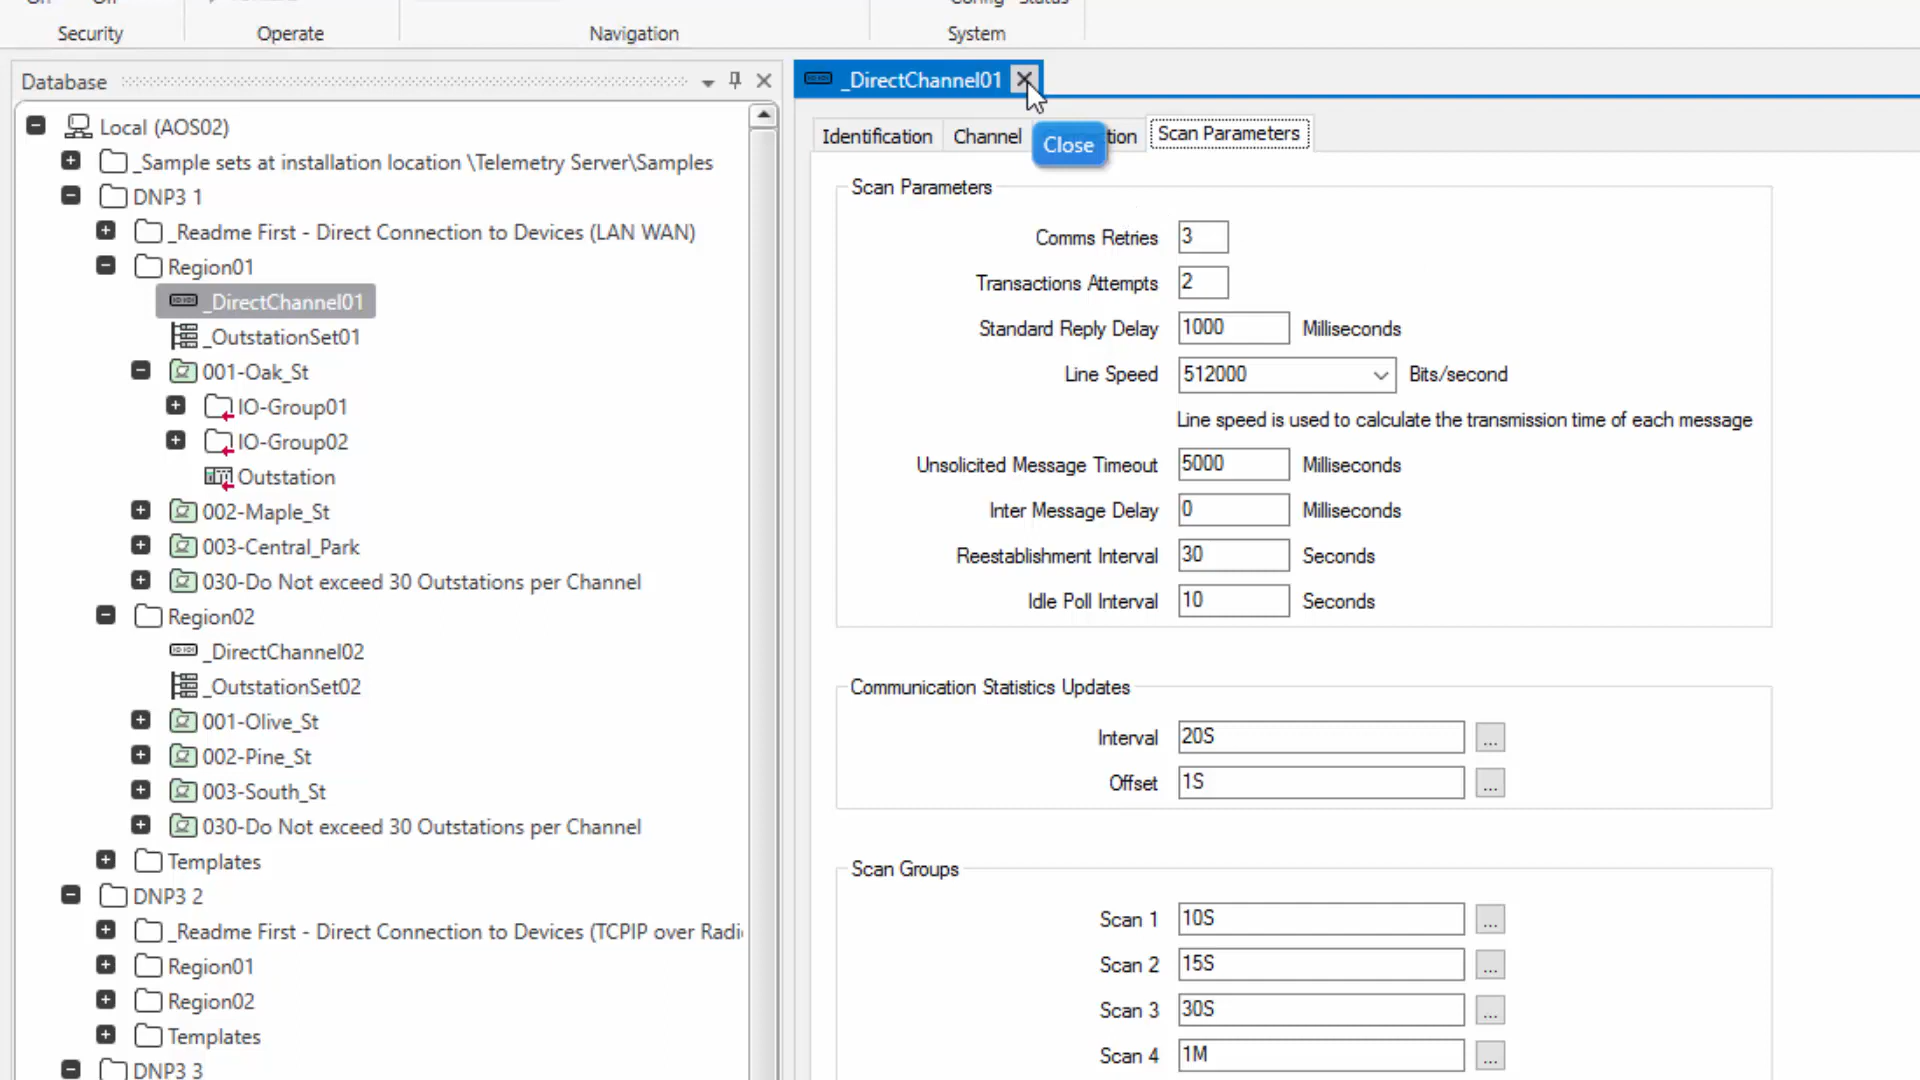 Security
Operate
Navigation
Config Status
System
Database
Local (AOS02)
_Sample sets at installation location \Telemetry Server\Samples
DNP3 1
_Readme First - Direct Connection to Devices (LAN WAN)
Region01
_DirectChannel01
_OutstationSet01
001-Oak_St
IO-Group01
IO-Group02
Outstation
002-Maple_St
003-Central_Park
030-Do Not exceed 30 Outstations per Channel
Region02
_DirectChannel02
_OutstationSet02
001-Olive_St
002-Pine_St
003-South_St
030-Do Not exceed 30 Outstations per Channel
Templates
DNP3 2
_Readme First - Direct Connection to Devices (TCPIP over Radi
Region01
Region02
Templates
DNP3 3
_DirectChannel01
Identification Channel tion Scan Parameters
Close
Scan Parameters
Comms Retries 3
Transactions Attempts 2
Standard Reply Delay 1000 Milliseconds
Line Speed 512000 Bits/second
Line speed is used to calculate the transmission time of each message
Unsolicited Message Timeout 5000 Milliseconds
Inter Message Delay 0 Milliseconds
Reestablishment Interval 30 Seconds
Idle Poll Interval 10 Seconds
Communication Statistics Updates
Interval 20S ...
Offset 1S ...
Scan Groups
Scan 1 10S ...
Scan 2 15S ...
Scan 3 30S ...
Scan 4 1M ...